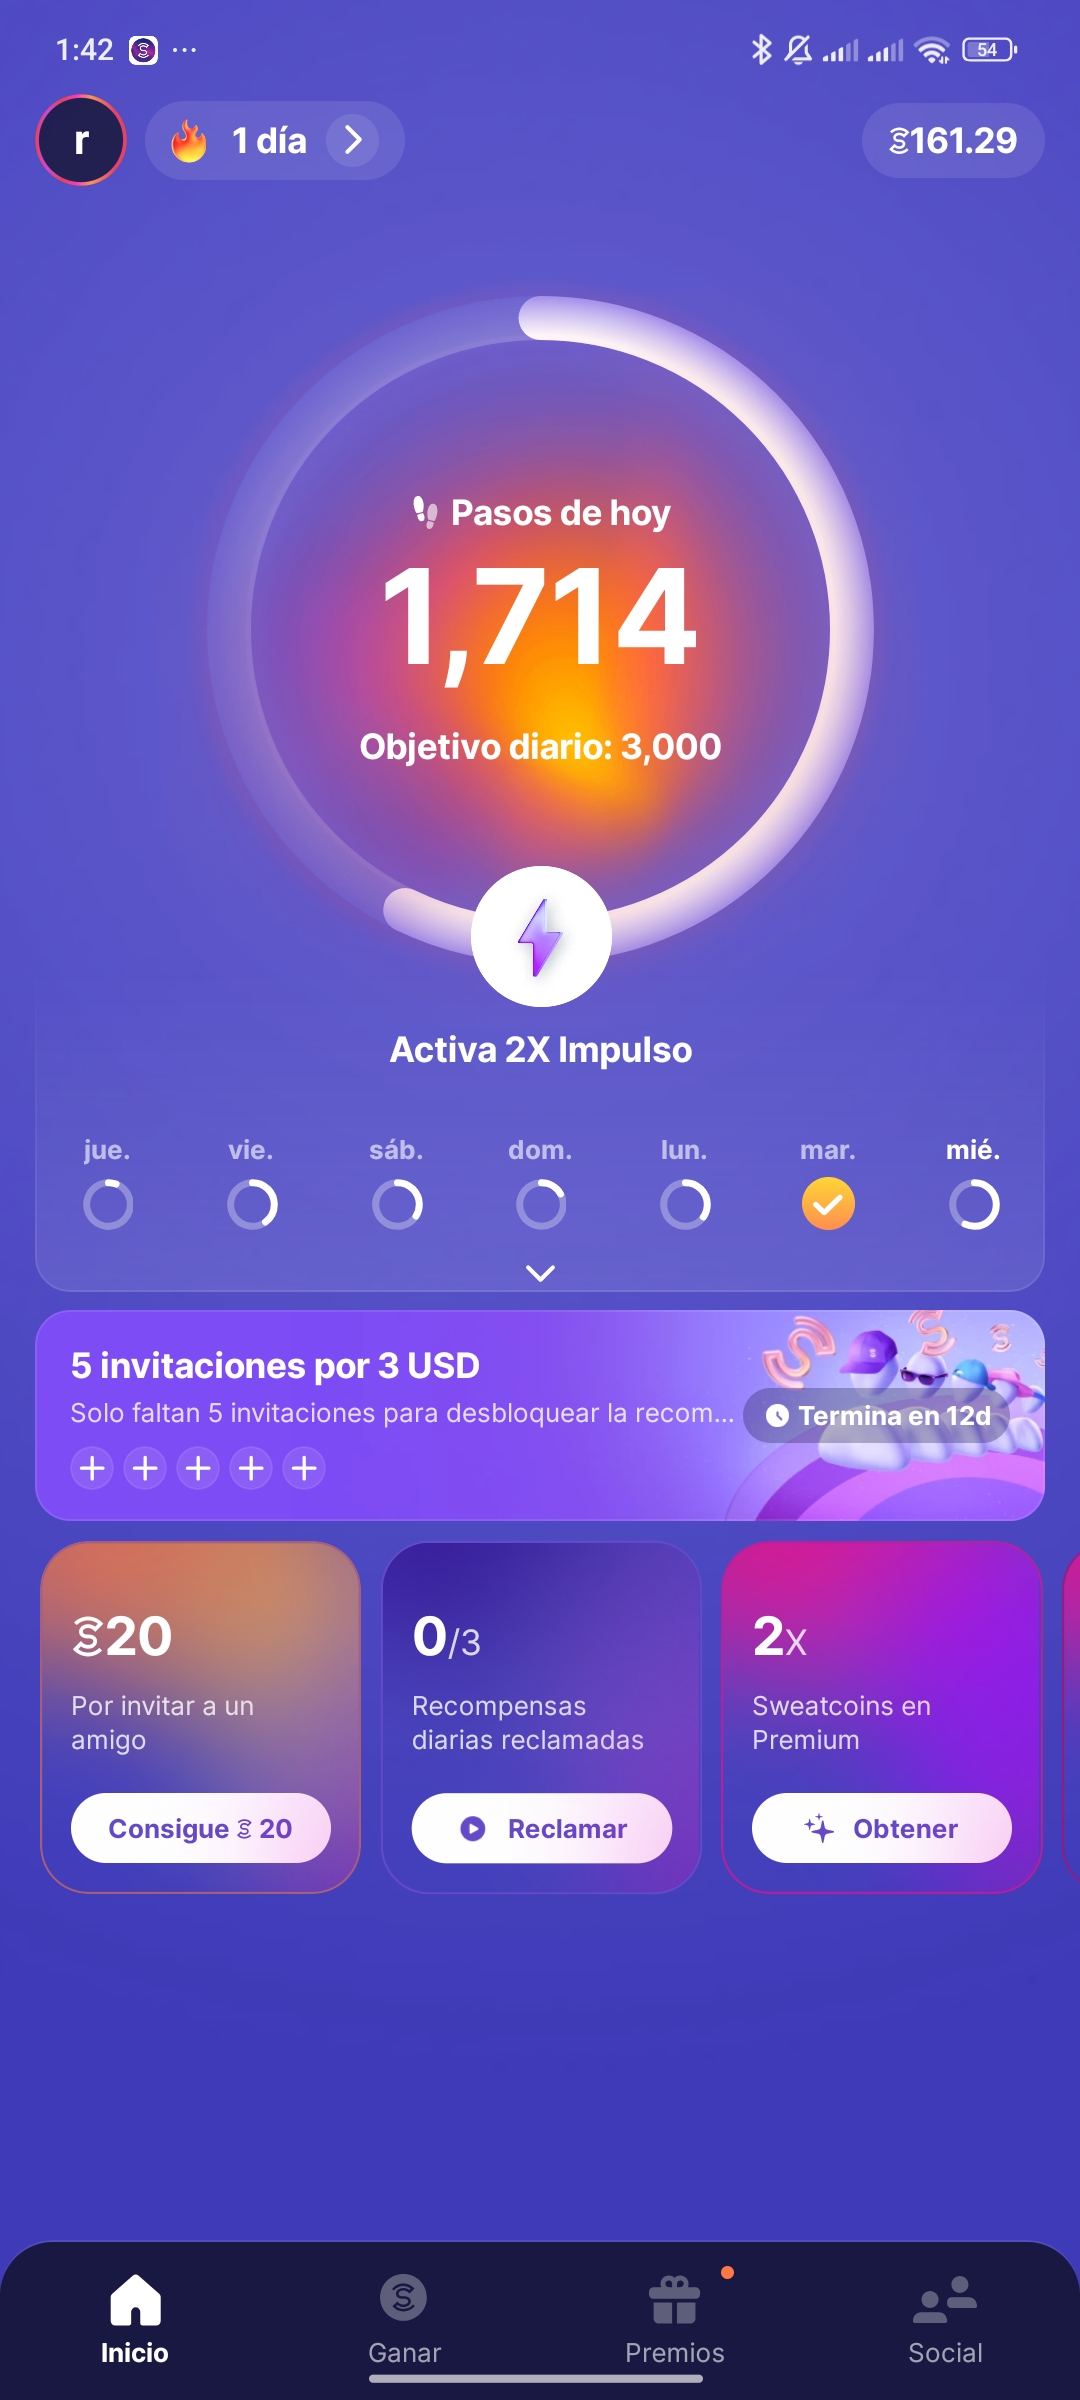 1:42 ...
54
r
1 día
161.29
Pasos de hoy
1,714
Objetivo diario: 3,000
Activa 2X Impulso
jue. vie. sáb. dom. lun. mar. mié.
5 invitaciones por 3 USD
Solo faltan 5 invitaciones para desbloquear la recom...
Termina en 12d
20
Por invitar a un
amigo
Consigue 20
0/3
Recompensas
diarias reclamadas
Reclamar
2X
Sweatcoins en
Premium
Obtener
Inicio
Ganar
Premios
Social